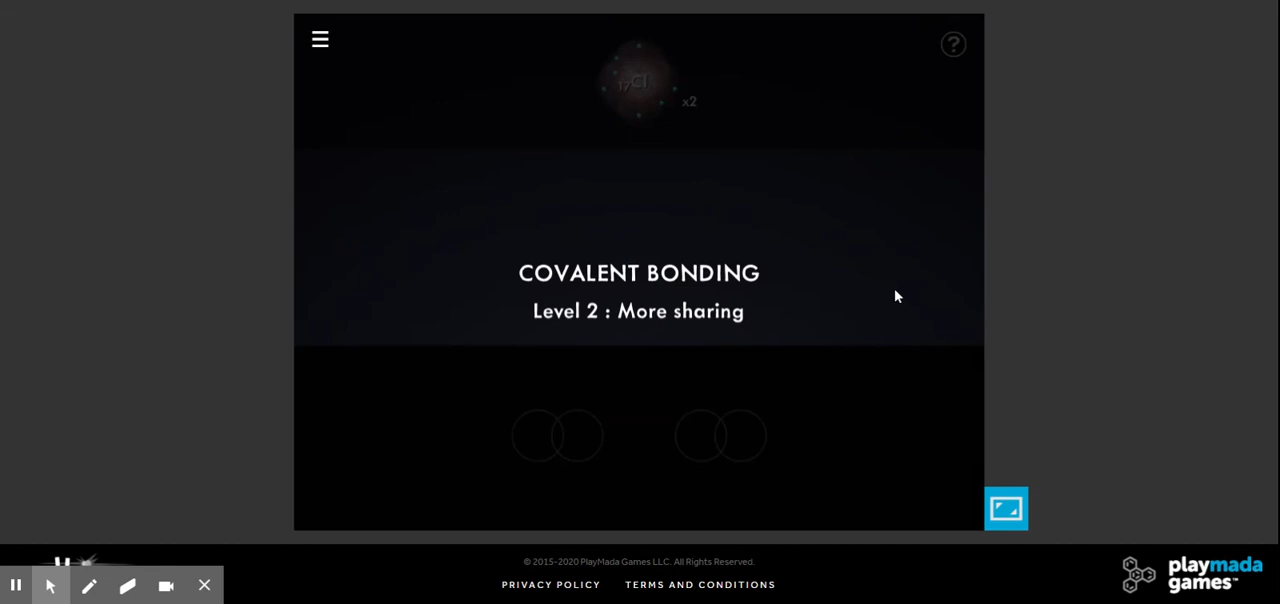 ?
17Cl
x2
COVALENT BONDING
Level 2 : More sharing
© 2015-2020 PlayMada Games LLC. All Rights Reserved.
PRIVACY POLICY TERMS AND CONDITIONS
playmada
games™